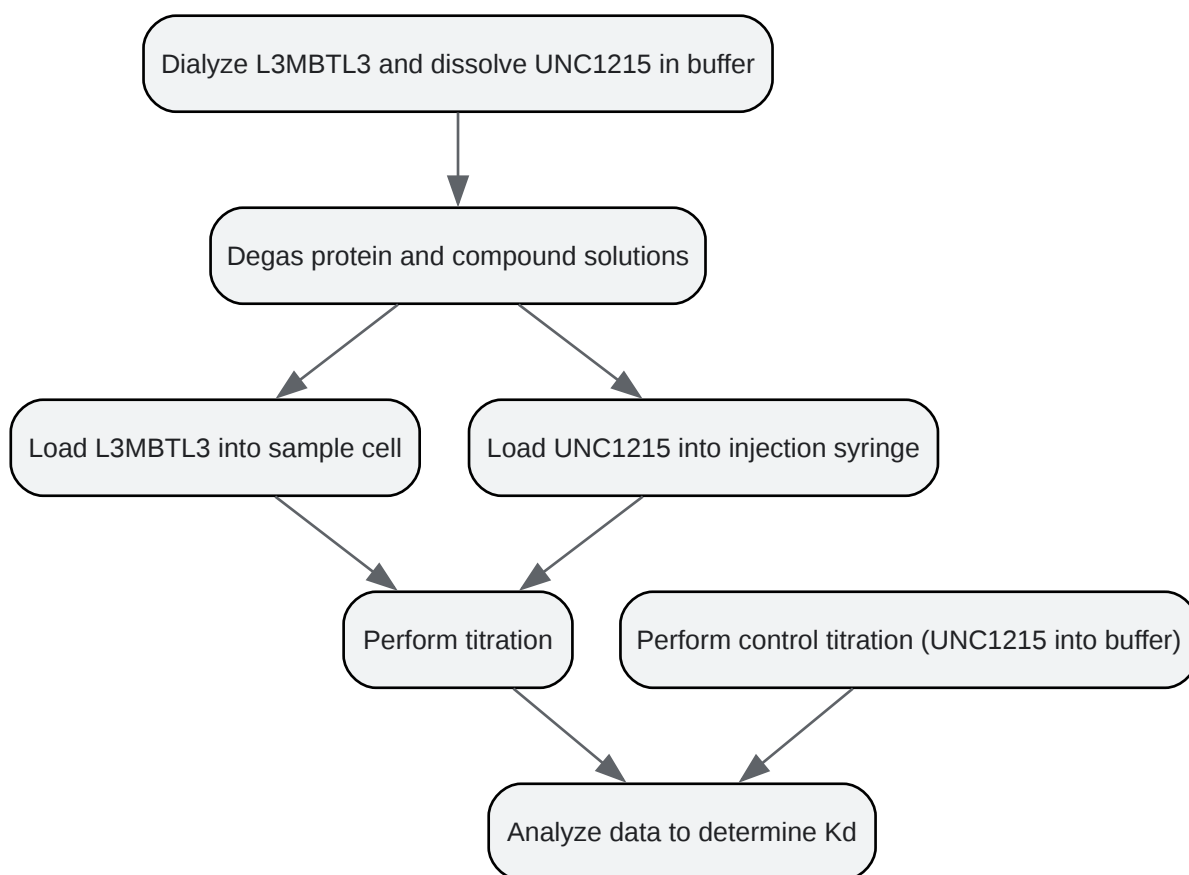 Dialyze L3MBTL3 and dissolve UNC1215 in buffer
Degas protein and compound solutions
Load L3MBTL3 into sample cell
Load UNC1215 into injection syringe
Perform titration
Perform control titration (UNC1215 into buffer)
Analyze data to determine Kd